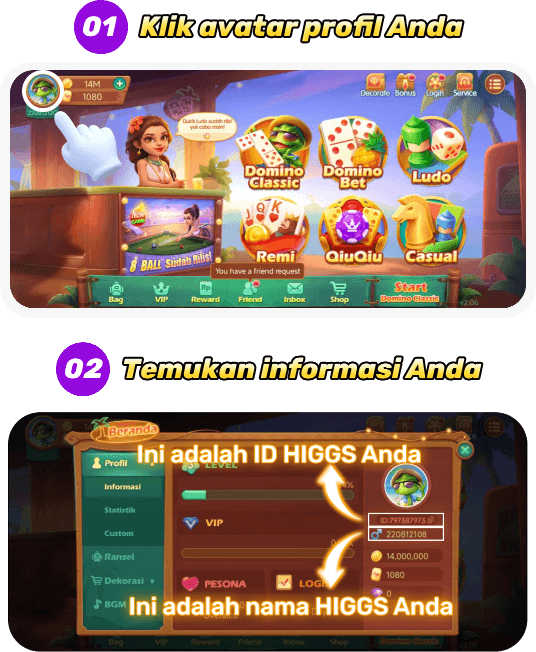 01 Klik avatar profil Anda
14M
1080
Decorate Bonus Login Service
Quick Ludo sudah rilis!
yuk coba main!
Domino Classic
Domino Bet
Ludo
New Game
8 BALL Sudah Rilis!
Remi
QiuQiu
Casual
You have a friend request
Bag VIP Reward Friend Inbox Shop
Start
Domino Classic
v2.06
02 Temukan informasi Anda
Beranda
Ini adalah ID HIGGS Anda
Profil
LEVEL
Informasi
Statistik
VIP
ID:797387973
220812108
Custom
Ransel
14,000,000
Dekorasi
PESONA
LOGI
1080
0
BGM
Ini adalah nama HIGGS Anda
Bag VIP Reward Friend Inbox Shop
Domino Classic